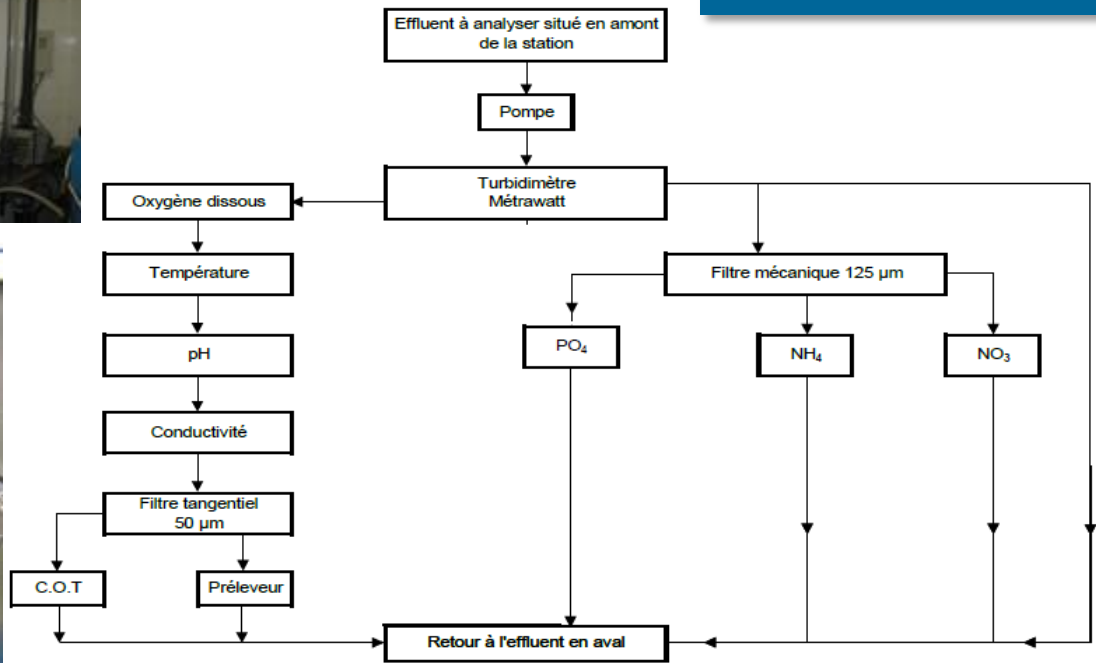 Effluent à analyser situé en amont
de la station
Pompe
Turbidimètre
Métrawatt
Oxygène dissous
Température
Filtre mécanique 125 µm
pH
PO₄
NH₄
NO₃
Conductivité
Filtre tangentiel
50 µm
C.O.T
Préleveur
Retour à l'effluent en aval